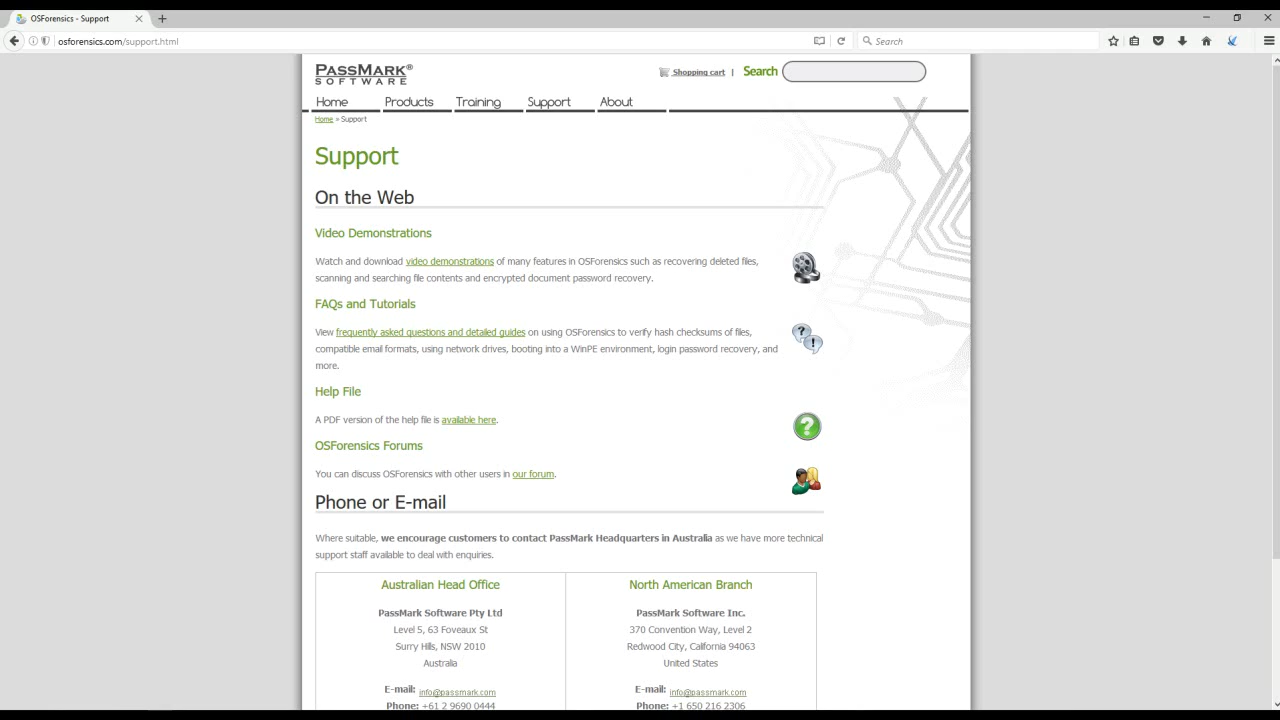 OSForensics - Support
osforensics.com/support.html
Search
PASSMARK®
SOFTWARE
Shopping cart | Search
Home Products Training Support About
Home » Support
Support
On the Web
Video Demonstrations
Watch and download video demonstrations of many features in OSForensics such as recovering deleted files,
scanning and searching file contents and encrypted document password recovery.
FAQs and Tutorials
View frequently asked questions and detailed guides on using OSForensics to verify hash checksums of files,
compatible email formats, using network drives, booting into a WinPE environment, login password recovery, and
more.
Help File
A PDF version of the help file is available here.
OSForensics Forums
You can discuss OSForensics with other users in our forum.
Phone or E-mail
Where suitable, we encourage customers to contact PassMark Headquarters in Australia as we have more technical
support staff available to deal with enquiries.
Australian Head Office
PassMark Software Pty Ltd
Level 5, 63 Foveaux St
Surry Hills, NSW 2010
Australia
E-mail: info@passmark.com
Phone: +61 2 9690 0444
North American Branch
PassMark Software Inc.
370 Convention Way, Level 2
Redwood City, California 94063
United States
E-mail: info@passmark.com
Phone: +1 650 216 2306